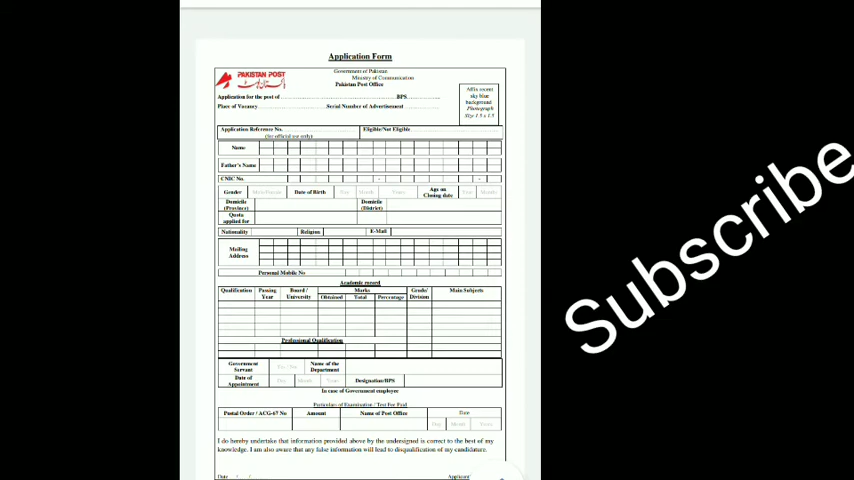 Application Form
PAKISTAN POST
Government of Pakistan
Ministry of Communication
Pakistan Post Office
Application for the post of BPS
Place of Vacancy Serial Number of Advertisement
Affix recent
sky blue
background
Photograph
Size 1.5 x 1.5
Application Reference No. Eligible/Not Eligible
(for official use only)
Name
Father's Name
CNIC No. - -
Gender Male/Female Date of Birth Day Month Years Age on Closing date Year Months
Domicile (Province) Domicile (District)
Quota applied for
Nationality Religion E-Mail
Mailing Address
Personal Mobile No
Academic record
Qualification Passing Year Board / University Marks Grade/ Division Main Subjects
Obtained Total Percentage
Professional Qualification
Government Servant Yes / No Name of the Department
Date of Appointment Day Month Years Designation/BPS
In case of Government employee
Particulars of Examination / Test Fee Paid
Postal Order / ACG-67 No Amount Name of Post Office Date
Day Month Years
I do hereby undertake that information provided above by the undersigned is correct to the best of my
knowledge. I am also aware that any false information will lead to disqualification of my candidature.
Date / / Applicant'
Subscribe